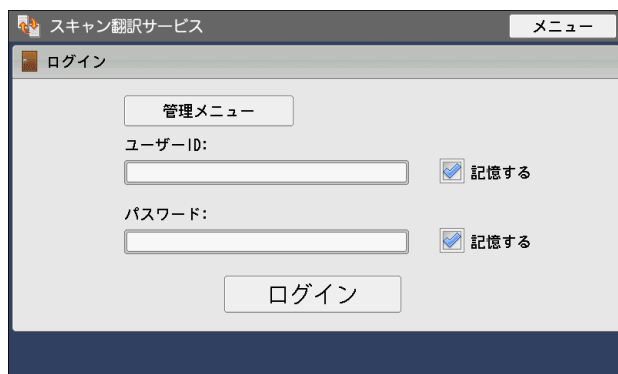 スキャン翻訳サービス
メニュー
ログイン
管理メニュー
ユーザーID:
記憶する
パスワード:
記憶する
ログイン